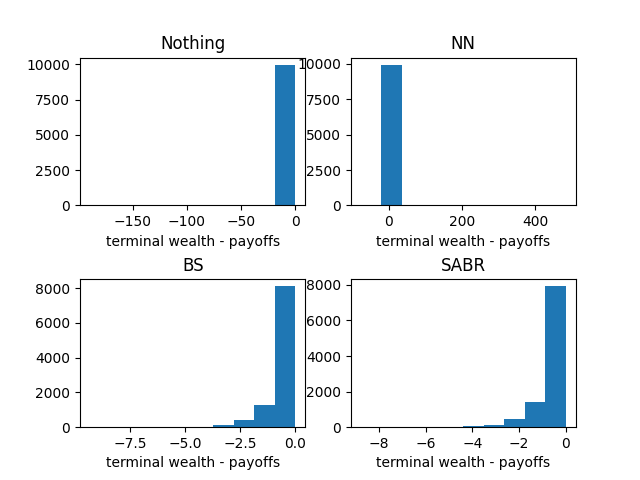 Nothing
10000
7500
5000
2500
0
−150 −100 −50 0
terminal wealth - payoffs
NN
10000
7500
5000
2500
0
0 200 400
terminal wealth - payoffs
BS
8000
6000
4000
2000
0
−7.5 −5.0 −2.5 0.0
terminal wealth - payoffs
SABR
8000
6000
4000
2000
0
−8 −6 −4 −2 0
terminal wealth - payoffs